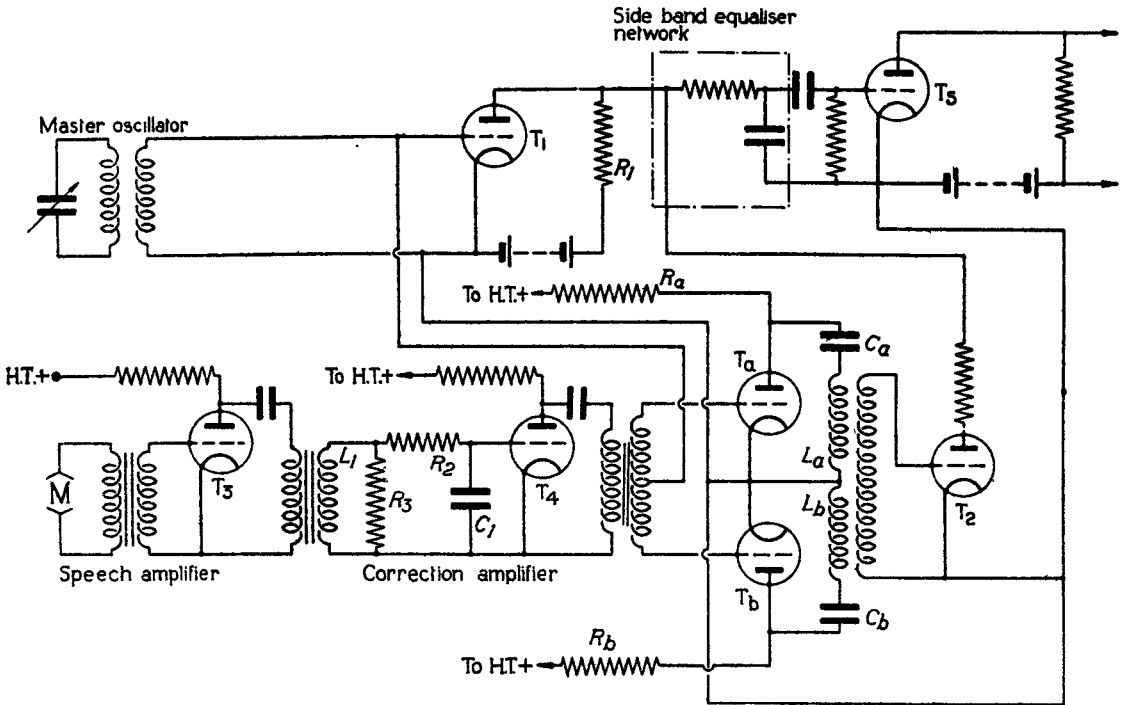 Side band equaliser
network
Master oscillator
T1
R1
T5
To H.T.+
Ra
Ca
H.T.+
To H.T.+
Ta
M
T3
L1
R2
R3
C1
T4
La
Lb
T2
Speech amplifier
Correction amplifier
Tb
Cb
To H.T.+
Rb